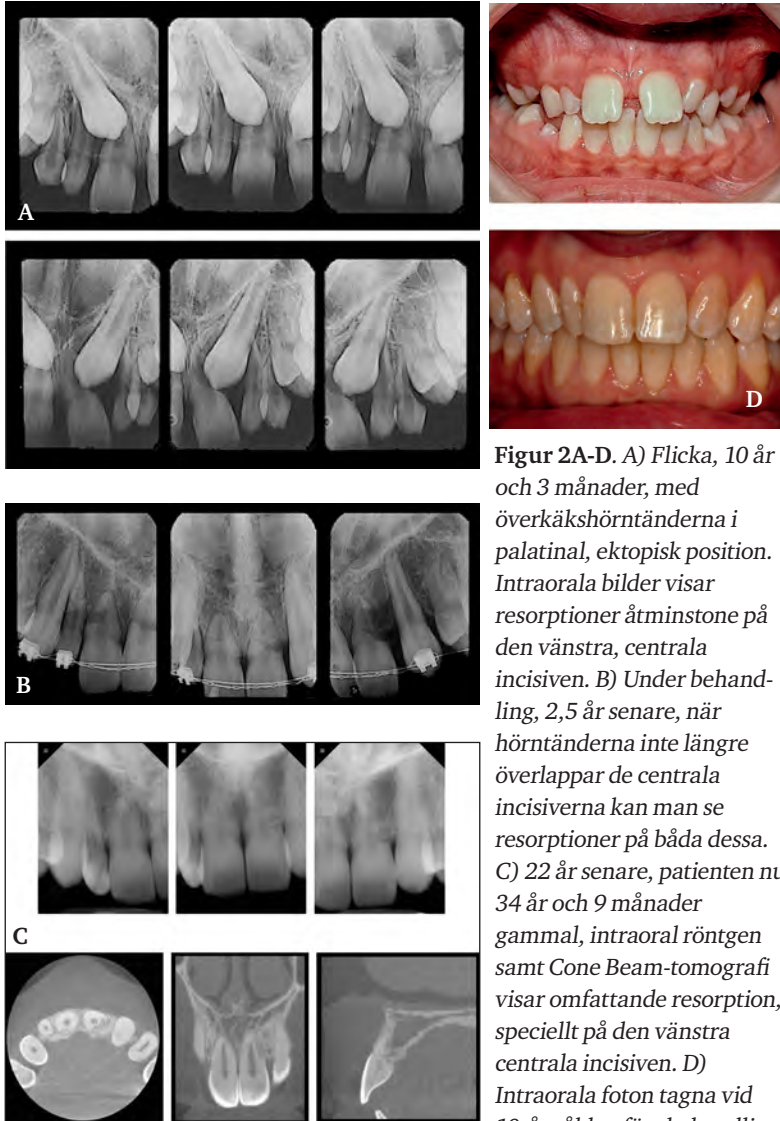 A
B
C
D
Figur 2A-D. A) Flicka, 10 år
och 3 månader, med
överkäkshörntänderna i
palatinal, ektopisk position.
Intraorala bilder visar
resorptioner åtminstone på
den vänstra, centrala
incisiven. B) Under behand-
ling, 2,5 år senare, när
hörntänderna inte längre
överlappar de centrala
incisiverna kan man se
resorptioner på båda dessa.
C) 22 år senare, patienten nu
34 år och 9 månader
gammal, intraoral röntgen
samt Cone Beam-tomografi
visar omfattande resorption,
speciellt på den vänstra
centrala incisiven. D)
Intraorala foton tagna vid